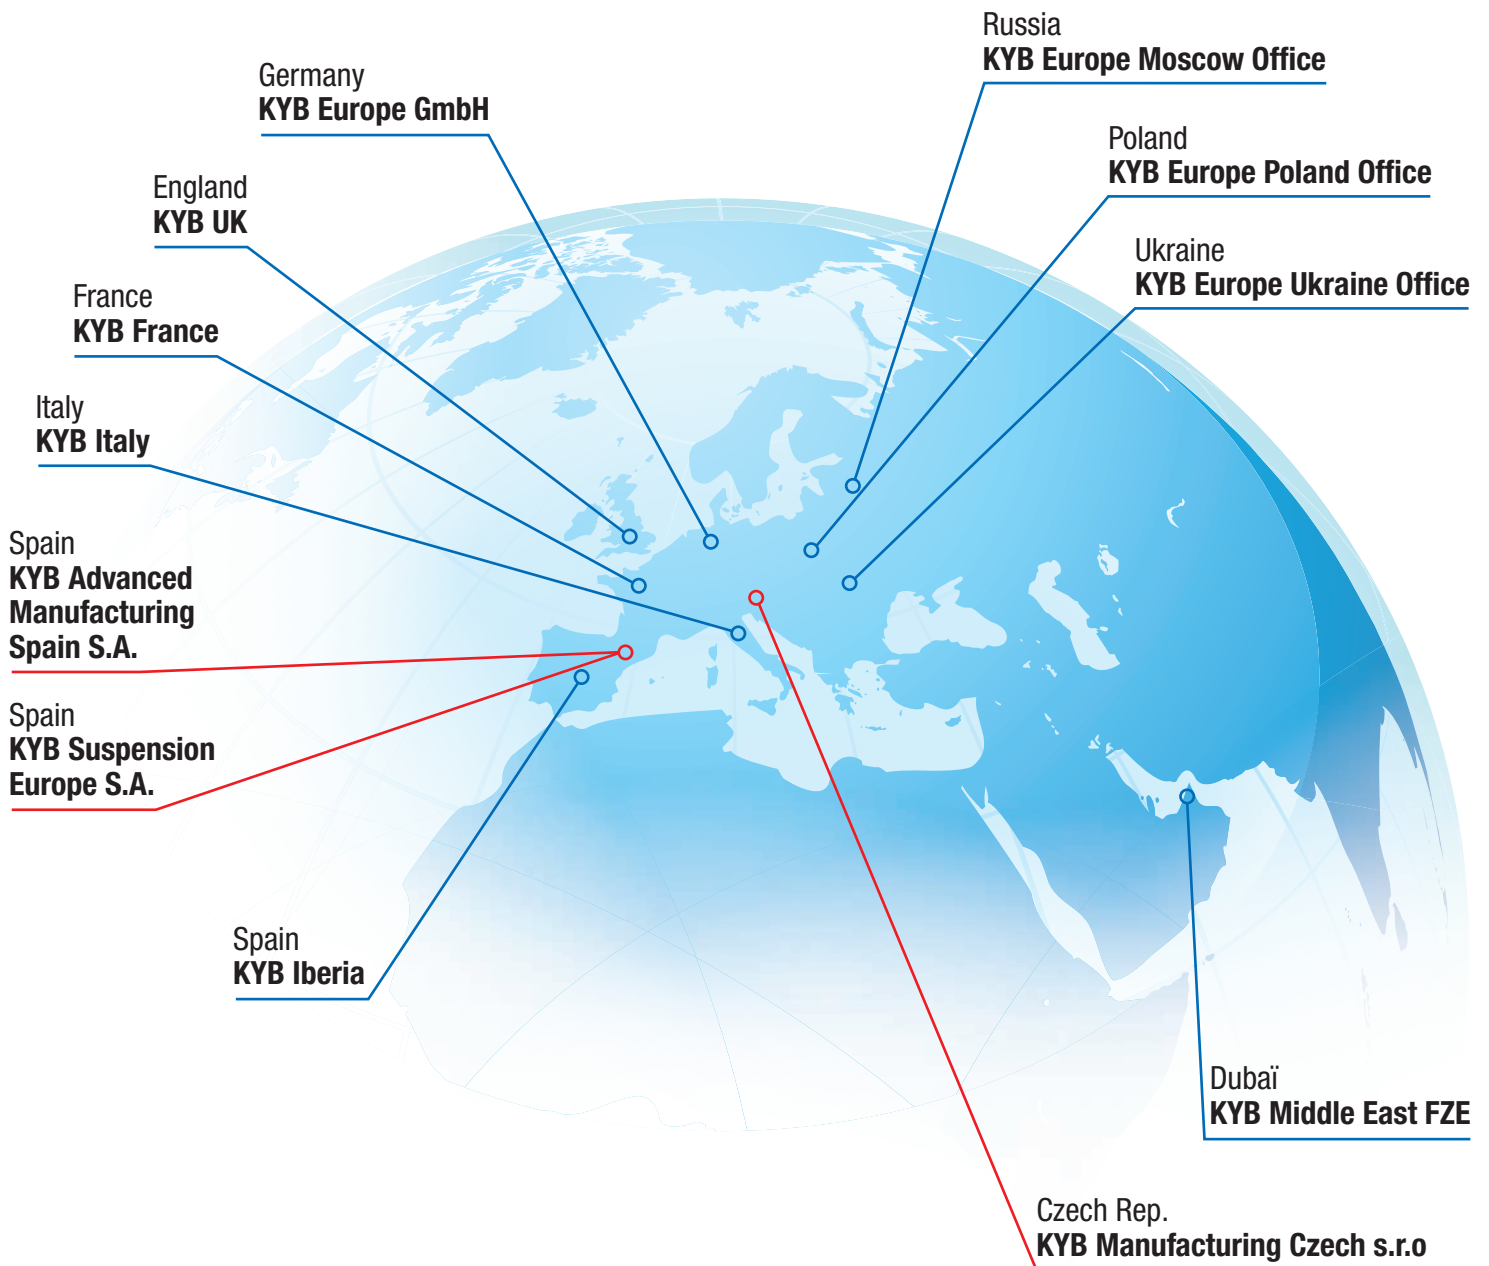 Russia
KYB Europe Moscow Office
Germany
KYB Europe GmbH
Poland
KYB Europe Poland Office
England
KYB UK
Ukraine
KYB Europe Ukraine Office
France
KYB France
Italy
KYB Italy
Spain
KYB Advanced
Manufacturing
Spain S.A.
Spain
KYB Suspension
Europe S.A.
Spain
KYB Iberia
Dubaï
KYB Middle East FZE
Czech Rep.
KYB Manufacturing Czech s.r.o